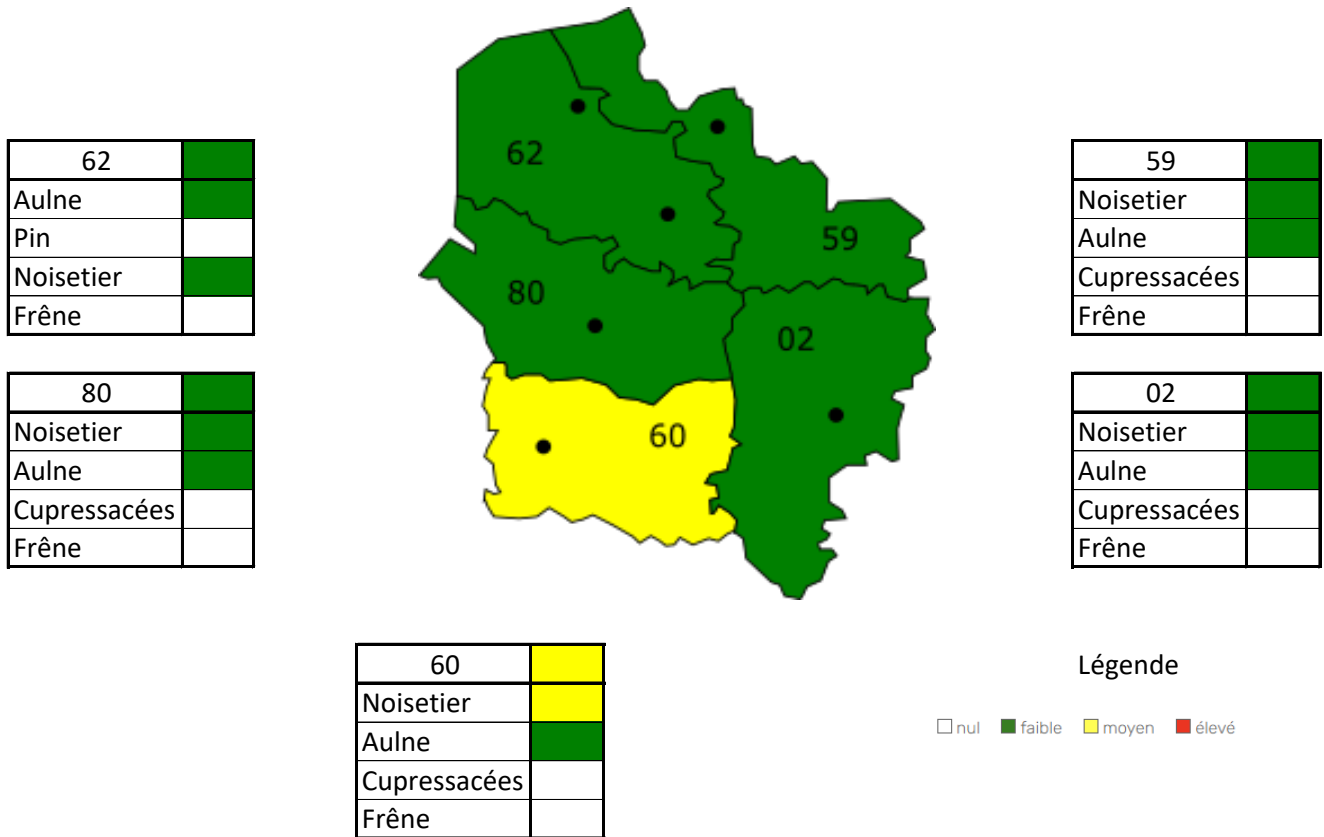 62
Aulne
Pin
Noisetier
Frêne
80
Noisetier
Aulne
Cupressacées
Frêne
62
59
80
02
60
59
Noisetier
Aulne
Cupressacées
Frêne
02
Noisetier
Aulne
Cupressacées
Frêne
60
Noisetier
Aulne
Cupressacées
Frêne
Légende
nul faible moyen élevé